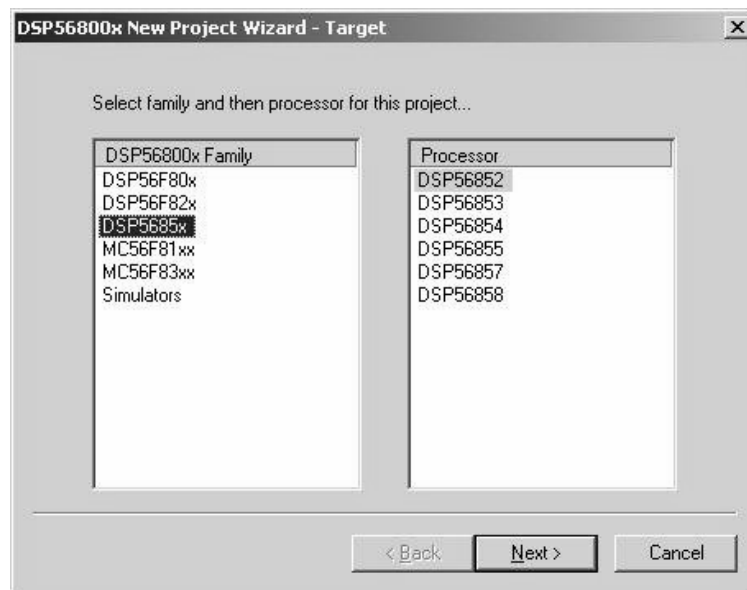 DSP56800x New Project Wizard - Target
Select family and then processor for this project...
DSP56800x Family
DSP56F80x
DSP56F82x
DSP5685x
MC56F81xx
MC56F83xx
Simulators
Processor
DSP56852
DSP56853
DSP56854
DSP56855
DSP56857
DSP56858
< Back
Next >
Cancel